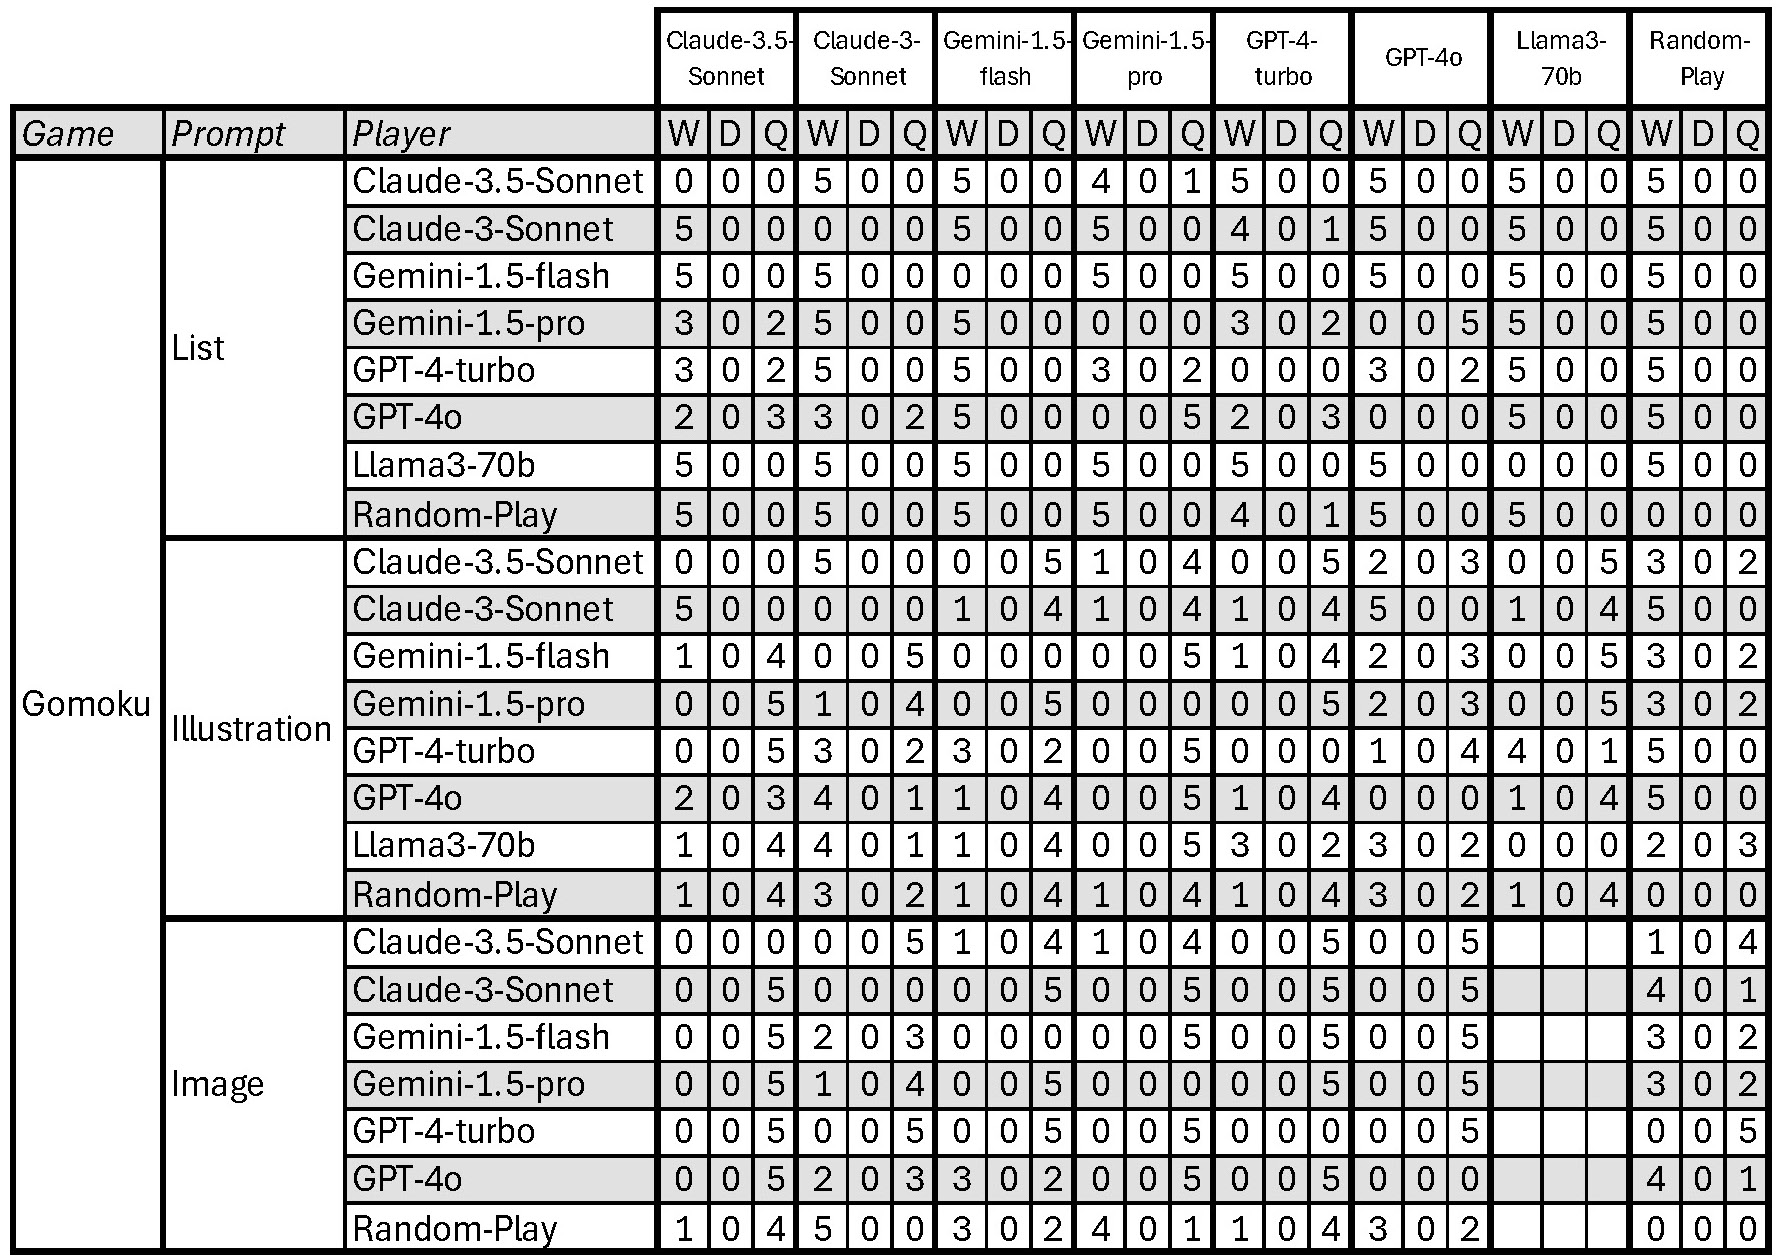 Claude-3.5-Sonnet Claude-3-Sonnet Gemini-1.5-flash Gemini-1.5-pro GPT-4-turbo GPT-4o Llama3-70b Random-Play
Game Prompt Player W D Q W D Q W D Q W D Q W D Q W D Q W D Q W D Q
Gomoku
List
Claude-3.5-Sonnet 0 0 0 5 0 0 5 0 0 4 0 1 5 0 0 5 0 0 5 0 0 5 0 0
Claude-3-Sonnet 5 0 0 0 0 0 5 0 0 5 0 0 4 0 1 5 0 0 5 0 0 5 0 0
Gemini-1.5-flash 5 0 0 5 0 0 0 0 0 5 0 0 5 0 0 5 0 0 5 0 0 5 0 0
Gemini-1.5-pro 3 0 2 5 0 0 5 0 0 0 0 0 3 0 2 0 0 5 5 0 0 5 0 0
GPT-4-turbo 3 0 2 5 0 0 5 0 0 3 0 2 0 0 0 3 0 2 5 0 0 5 0 0
GPT-4o 2 0 3 3 0 2 5 0 0 0 0 5 2 0 3 0 0 0 5 0 0 5 0 0
Llama3-70b 5 0 0 5 0 0 5 0 0 5 0 0 5 0 0 5 0 0 0 0 0 5 0 0
Random-Play 5 0 0 5 0 0 5 0 0 5 0 0 4 0 1 5 0 0 5 0 0 0 0 0
Illustration
Claude-3.5-Sonnet 0 0 0 5 0 0 0 0 5 1 0 4 0 0 5 2 0 3 0 0 5 3 0 2
Claude-3-Sonnet 5 0 0 0 0 0 1 0 4 1 0 4 1 0 4 5 0 0 1 0 4 5 0 0
Gemini-1.5-flash 1 0 4 0 0 5 0 0 0 0 0 5 1 0 4 2 0 3 0 0 5 3 0 2
Gemini-1.5-pro 0 0 5 1 0 4 0 0 5 0 0 0 0 0 5 2 0 3 0 0 5 3 0 2
GPT-4-turbo 0 0 5 3 0 2 3 0 2 0 0 5 0 0 0 1 0 4 4 0 1 5 0 0
GPT-4o 2 0 3 4 0 1 1 0 4 0 0 5 1 0 4 0 0 0 1 0 4 5 0 0
Llama3-70b 1 0 4 4 0 1 1 0 4 0 0 5 3 0 2 3 0 2 0 0 0 2 0 3
Random-Play 1 0 4 3 0 2 1 0 4 1 0 4 1 0 4 3 0 2 1 0 4 0 0 0
Image
Claude-3.5-Sonnet 0 0 0 0 0 5 1 0 4 1 0 4 0 0 5 0 0 5 1 0 4
Claude-3-Sonnet 0 0 5 0 0 0 0 0 5 0 0 5 0 0 5 0 0 5 4 0 1
Gemini-1.5-flash 0 0 5 2 0 3 0 0 0 0 0 5 0 0 5 0 0 5 3 0 2
Gemini-1.5-pro 0 0 5 1 0 4 0 0 5 0 0 0 0 0 5 0 0 5 3 0 2
GPT-4-turbo 0 0 5 0 0 5 0 0 5 0 0 5 0 0 0 0 0 5 0 0 5
GPT-4o 0 0 5 2 0 3 3 0 2 0 0 5 0 0 5 0 0 0 4 0 1
Random-Play 1 0 4 5 0 0 3 0 2 4 0 1 1 0 4 3 0 2 0 0 0